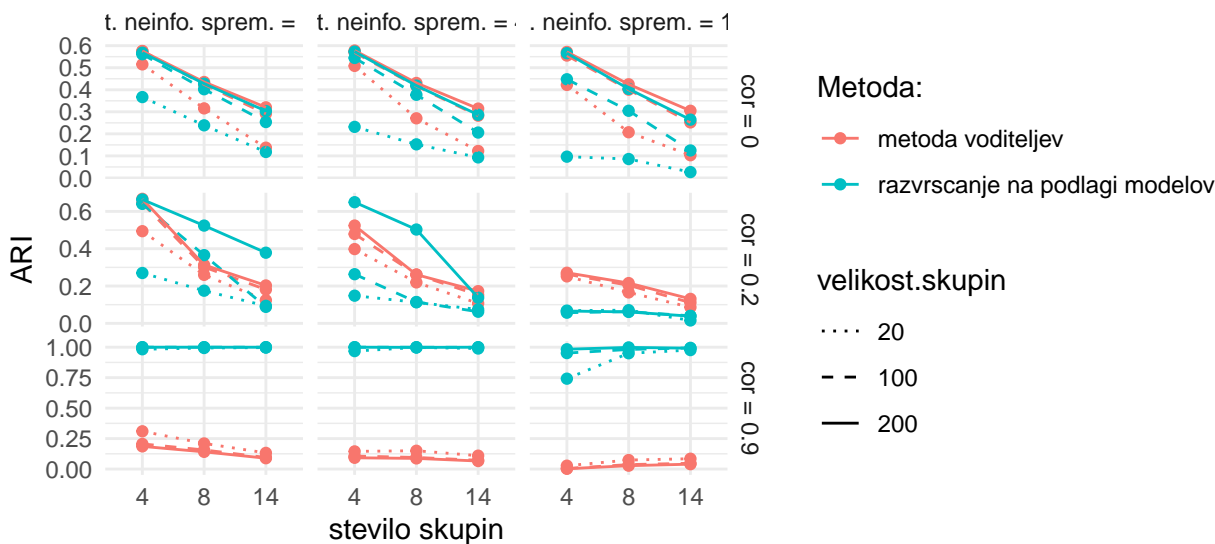 t. neinfo. sprem. =
t. neinfo. sprem. =
. neinfo. sprem. = 1
0.6
0.5
0.4
0.3
0.2
0.1
0.0
cor = 0
0.6
0.4
0.2
0.0
cor = 0.2
1.00
0.75
0.50
0.25
0.00
cor = 0.9
ARI
4 8 14
4 8 14
4 8 14
stevilo skupin
Metoda:
metoda voditeljev
razvrscanje na podlagi modelov
velikost.skupin
20
100
200